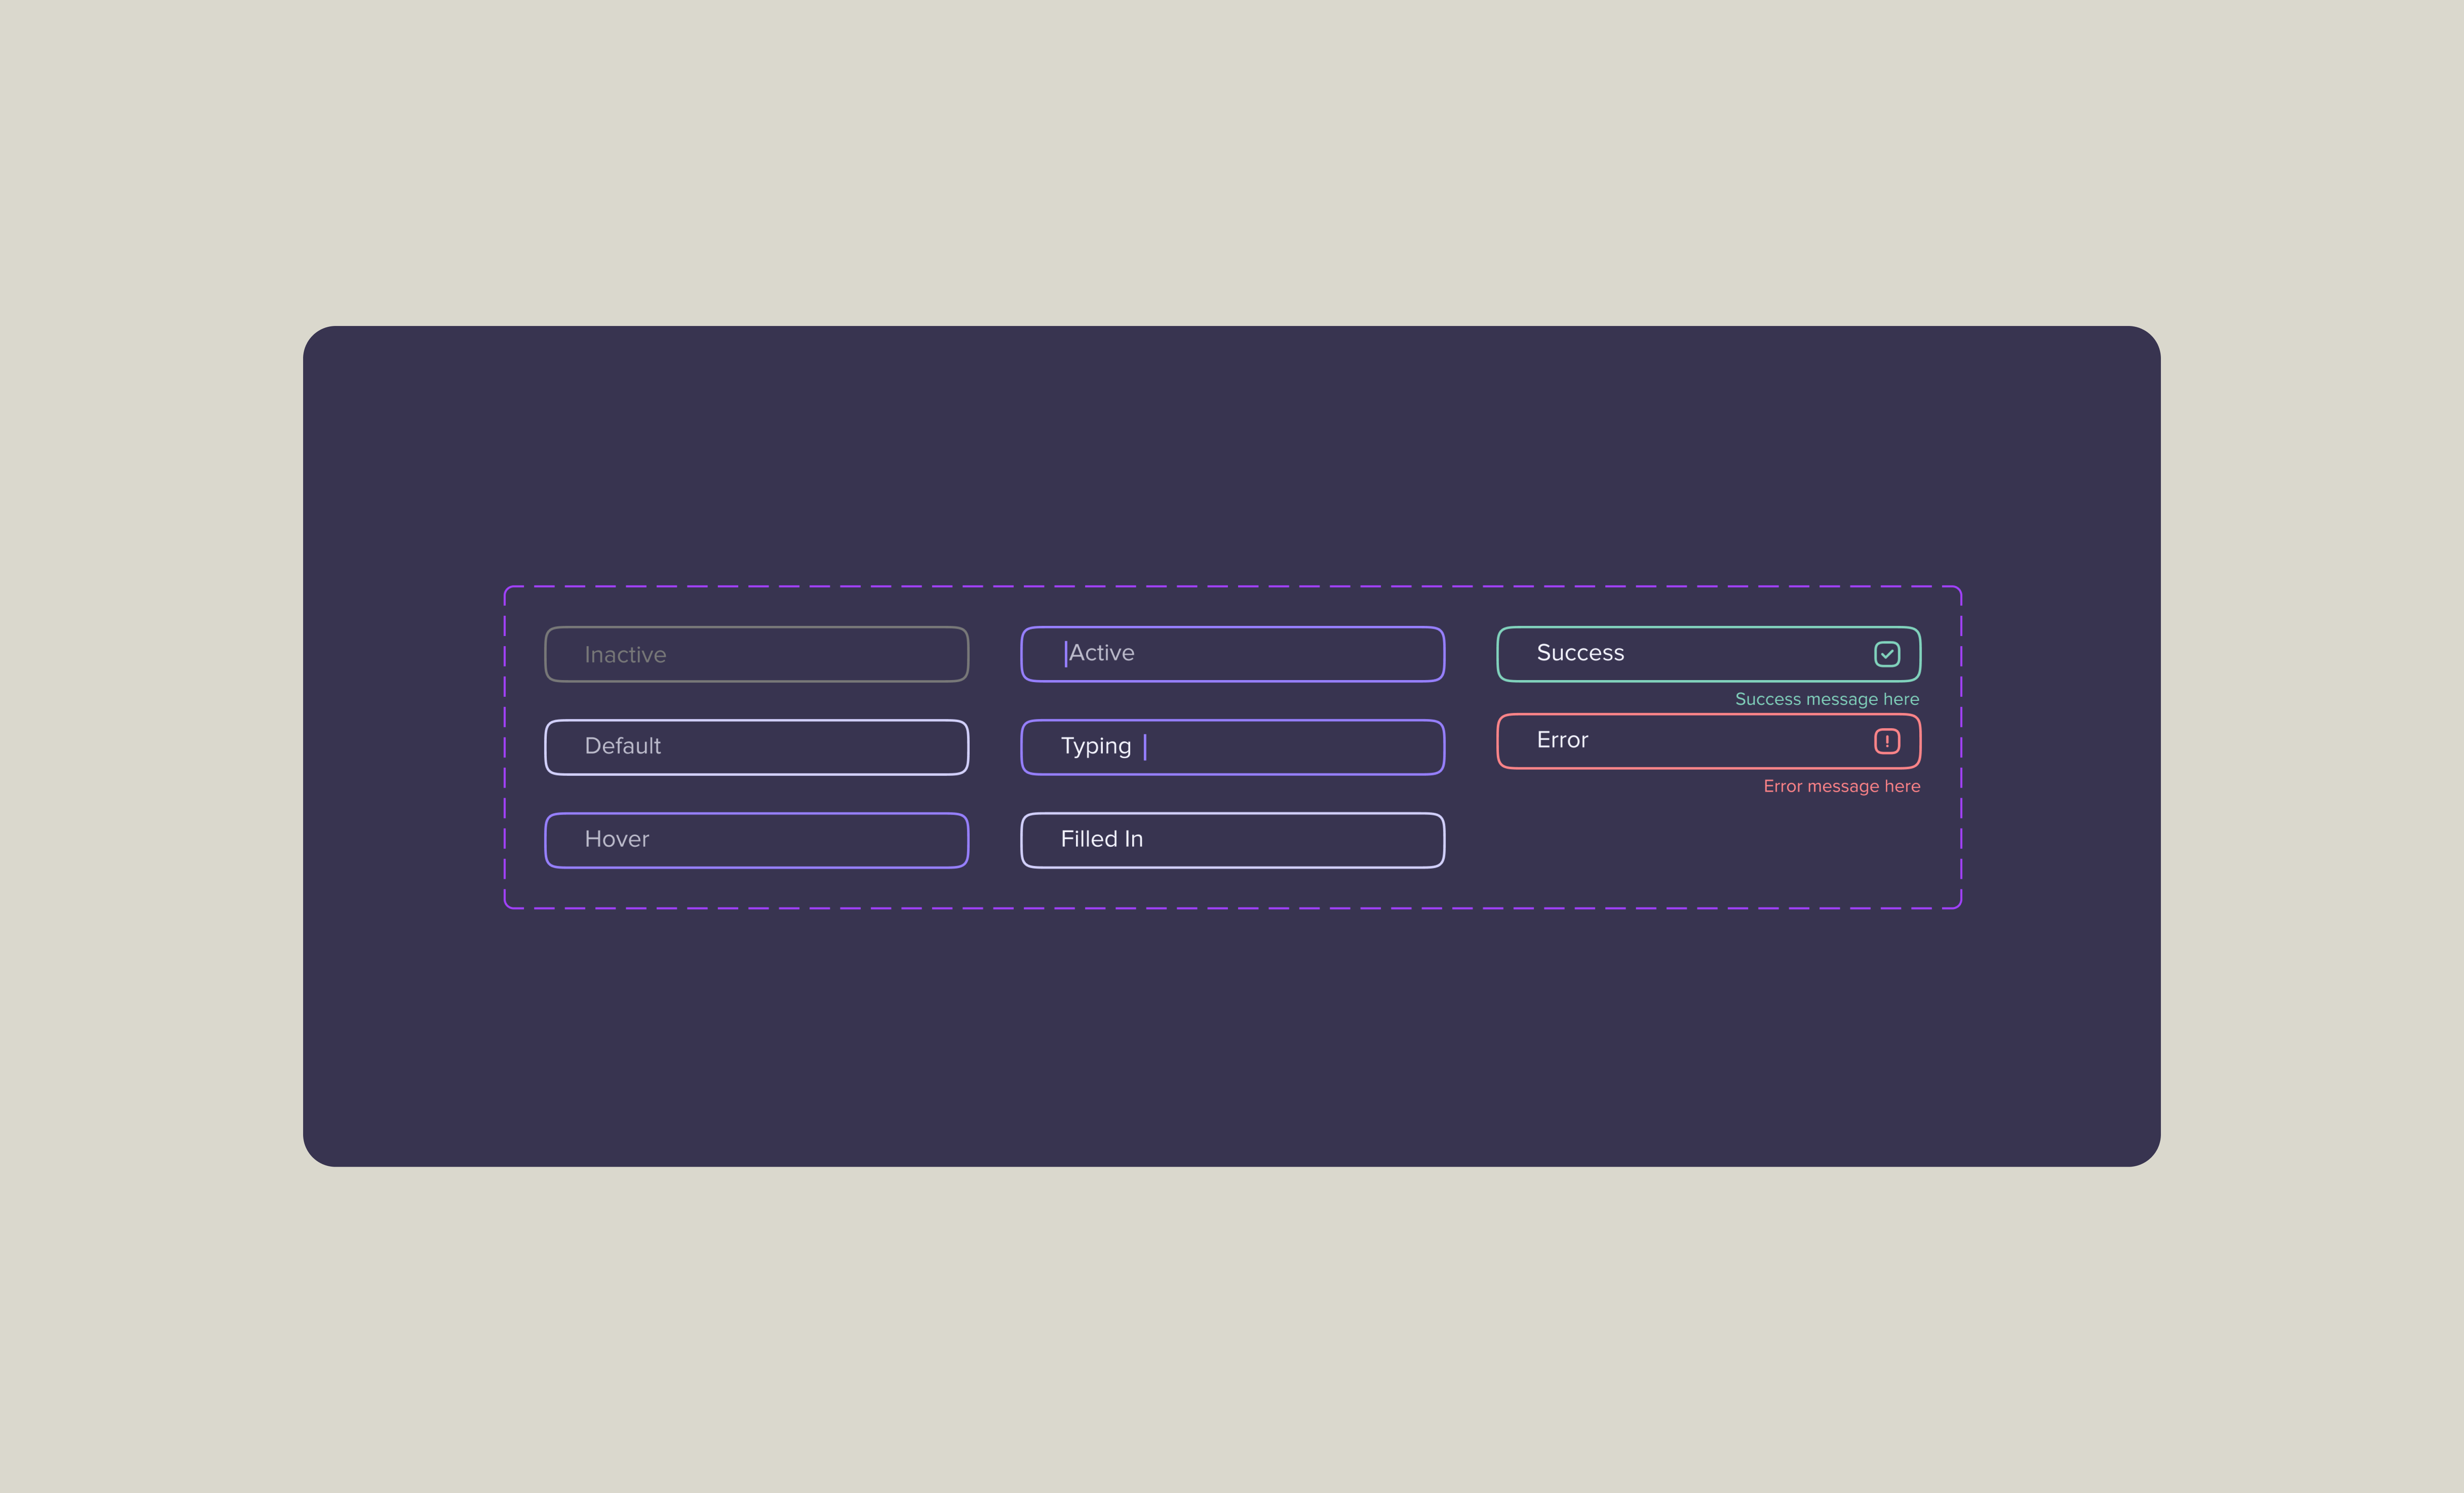 Inactive
Active
Success
Success message here
Default
Typing
Error
Error message here
Hover
Filled In